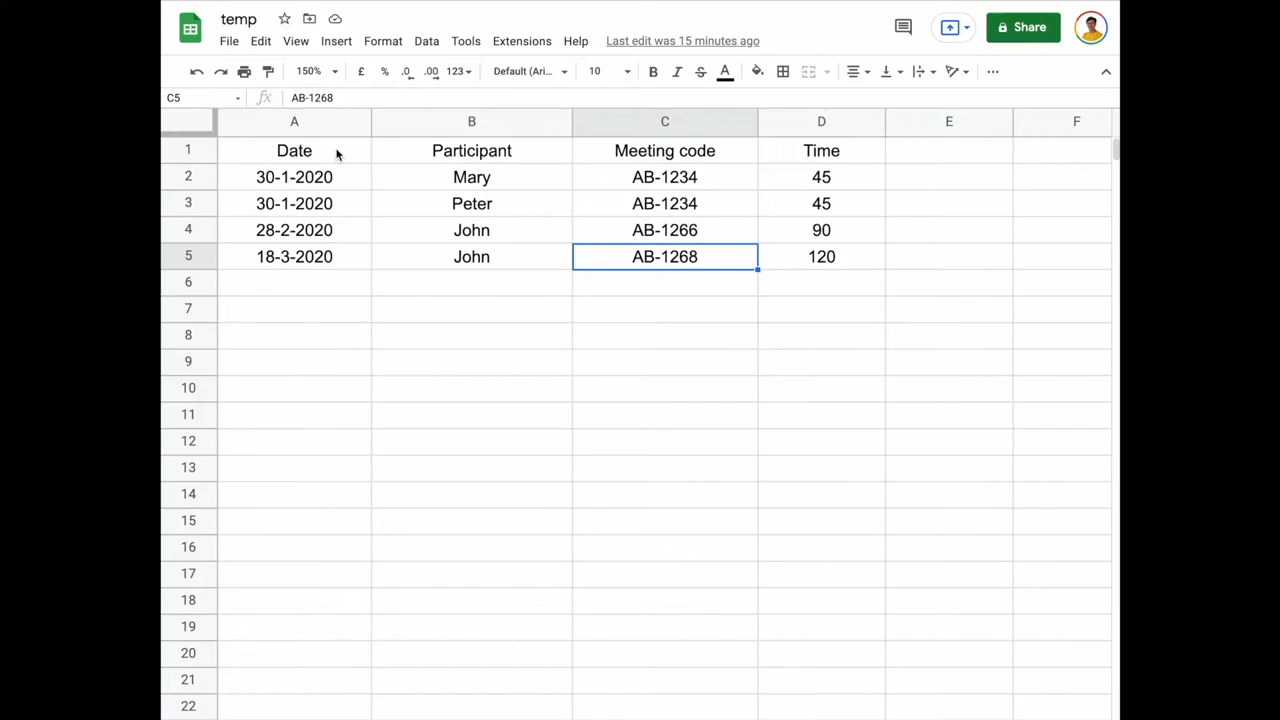 temp
File Edit View Insert Format Data Tools Extensions Help Last edit was 15 minutes ago
Share
150% £ % .0 .00 123 Default (Ari... 10 B I S A
C5 fx AB-1268
A B C D E F
1 Date Participant Meeting code Time
2 30-1-2020 Mary AB-1234 45
3 30-1-2020 Peter AB-1234 45
4 28-2-2020 John AB-1266 90
5 18-3-2020 John AB-1268 120
6
7
8
9
10
11
12
13
14
15
16
17
18
19
20
21
22